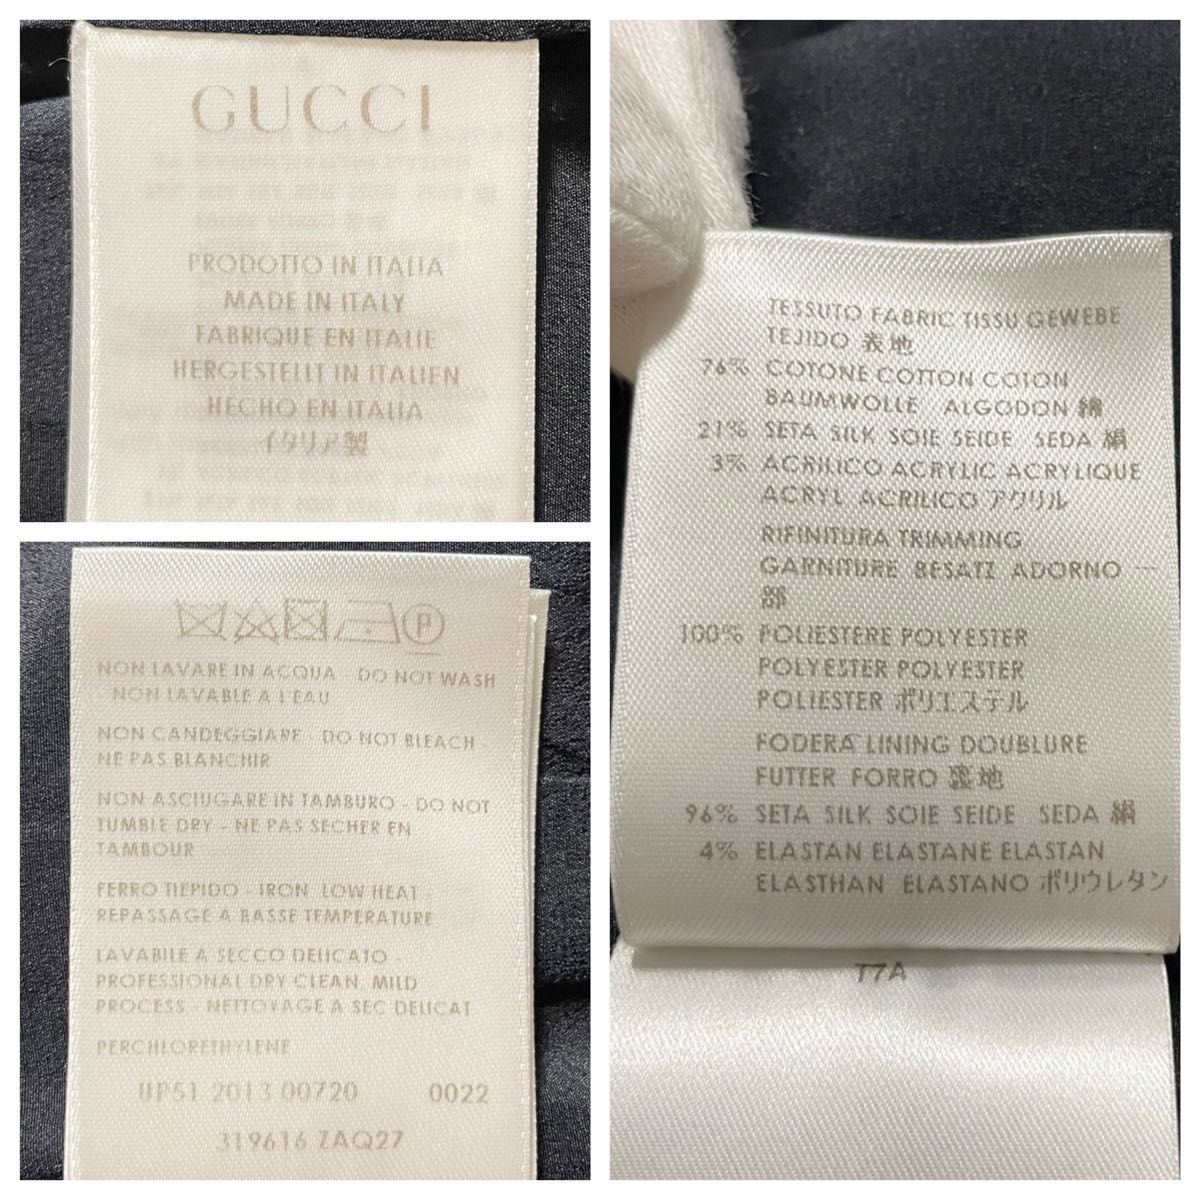 GUCCI
PRODOTTO IN ITALIA
MADE IN ITALY
FABRIQUE EN ITALIE
HERGESTELLT IN ITALIEN
HECHO EN ITALIA
イタリア製
P
NON LAVARE IN ACQUA - DO NOT WASH
- NON LAVABLE A L'EAU
NON CANDEGGIARE - DO NOT BLEACH -
NE PAS BLANCHIR
NON ASCIUGARE IN TAMBURO - DO NOT
TUMBLE DRY - NE PAS SECHER EN
TAMBOUR
FERRO TIEPIDO - IRON LOW HEAT -
REPASSAGE A BASSE TEMPERATURE
LAVABILE A SECCO DELICATO -
PROFESSIONAL DRY CLEAN, MILD
PROCESS - NETTOYAGE A SEC DELICAT
PERCHLORETHYLENE
2013 00720 0022
319616 ZAQ27
TESSUTO FABRIC TISSU GEWEBE
TEJIDO 表地
76% COTONE COTTON COTON
BAUMWOLLE ALGODON 綿
21% SETA SILK SOIE SEIDE SEDA 絹
3% ACRILICO ACRYLIC ACRYLIQUE
ACRYL ACRILICO アクリル
RIFINITURA TRIMMING
GARNITURE BESATZ ADORNO 一
部
100% POLIESTERE POLYESTER
POLYESTER POLYESTER
POLIESTER ポリエステル
FODERA LINING DOUBLURE
FUTTER FORRO 裏地
96% SETA SILK SOIE SEIDE SEDA 絹
4% ELASTAN ELASTANE ELASTAN
ELASTHAN ELASTANO ポリウレタン
T7A